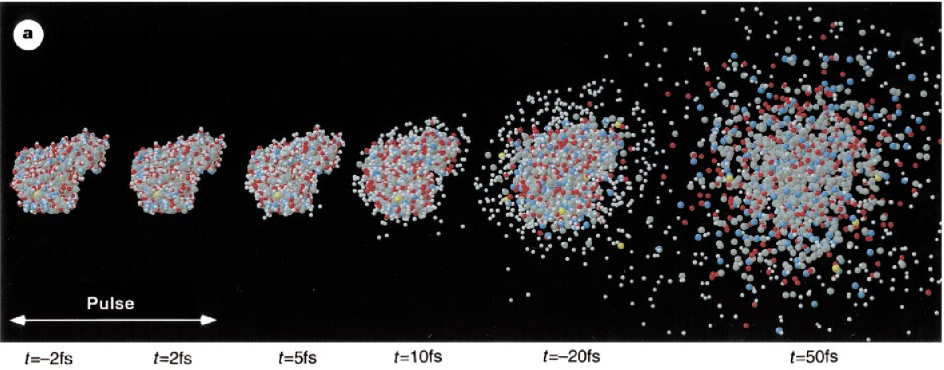 a
Pulse
t=−2fs
t=2fs
t=5fs
t=10fs
t=−20fs
t=50fs